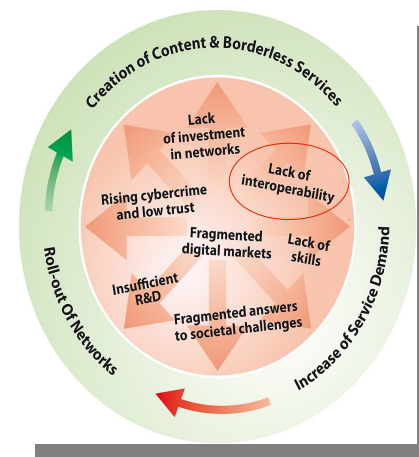 Creation of Content & Borderless Services
Lack
of investment
in networks
Lack of
interoperability
Rising cybercrime
and low trust
Fragmented
digital markets
Lack of
skills
Insufficient
R&D
Fragmented answers
to societal challenges
Roll-out Of Networks
Increase of Service Demand